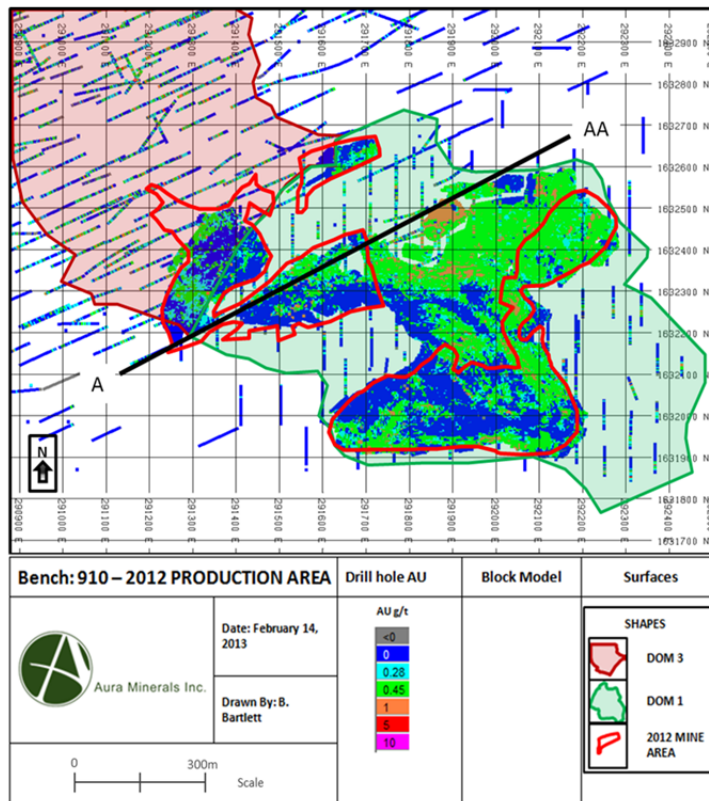 1632900 N
1632800 N
1632700 N
AA
1632600 N
1632500 N
1632400 N
1632300 N
1632200 N
1632100 N
A
1632000 N
N
1631900 N
1631800 N
1631700 N
290900 E
291000 E
291100 E
291200 E
291300 E
291400 E
291500 E
291600 E
291700 E
291800 E
291900 E
292000 E
292100 E
292200 E
292300 E
292400 E
Bench: 910 – 2012 PRODUCTION AREA
Drill hole AU
Block Model
Surfaces
Aura Minerals Inc.
Date: February 14,
2013
Drawn By: B.
Bartlett
AU g/t
<0
0
0.28
0.45
1
5
10
SHAPES
DOM 3
DOM 1
2012 MINE
AREA
0
300m
Scale